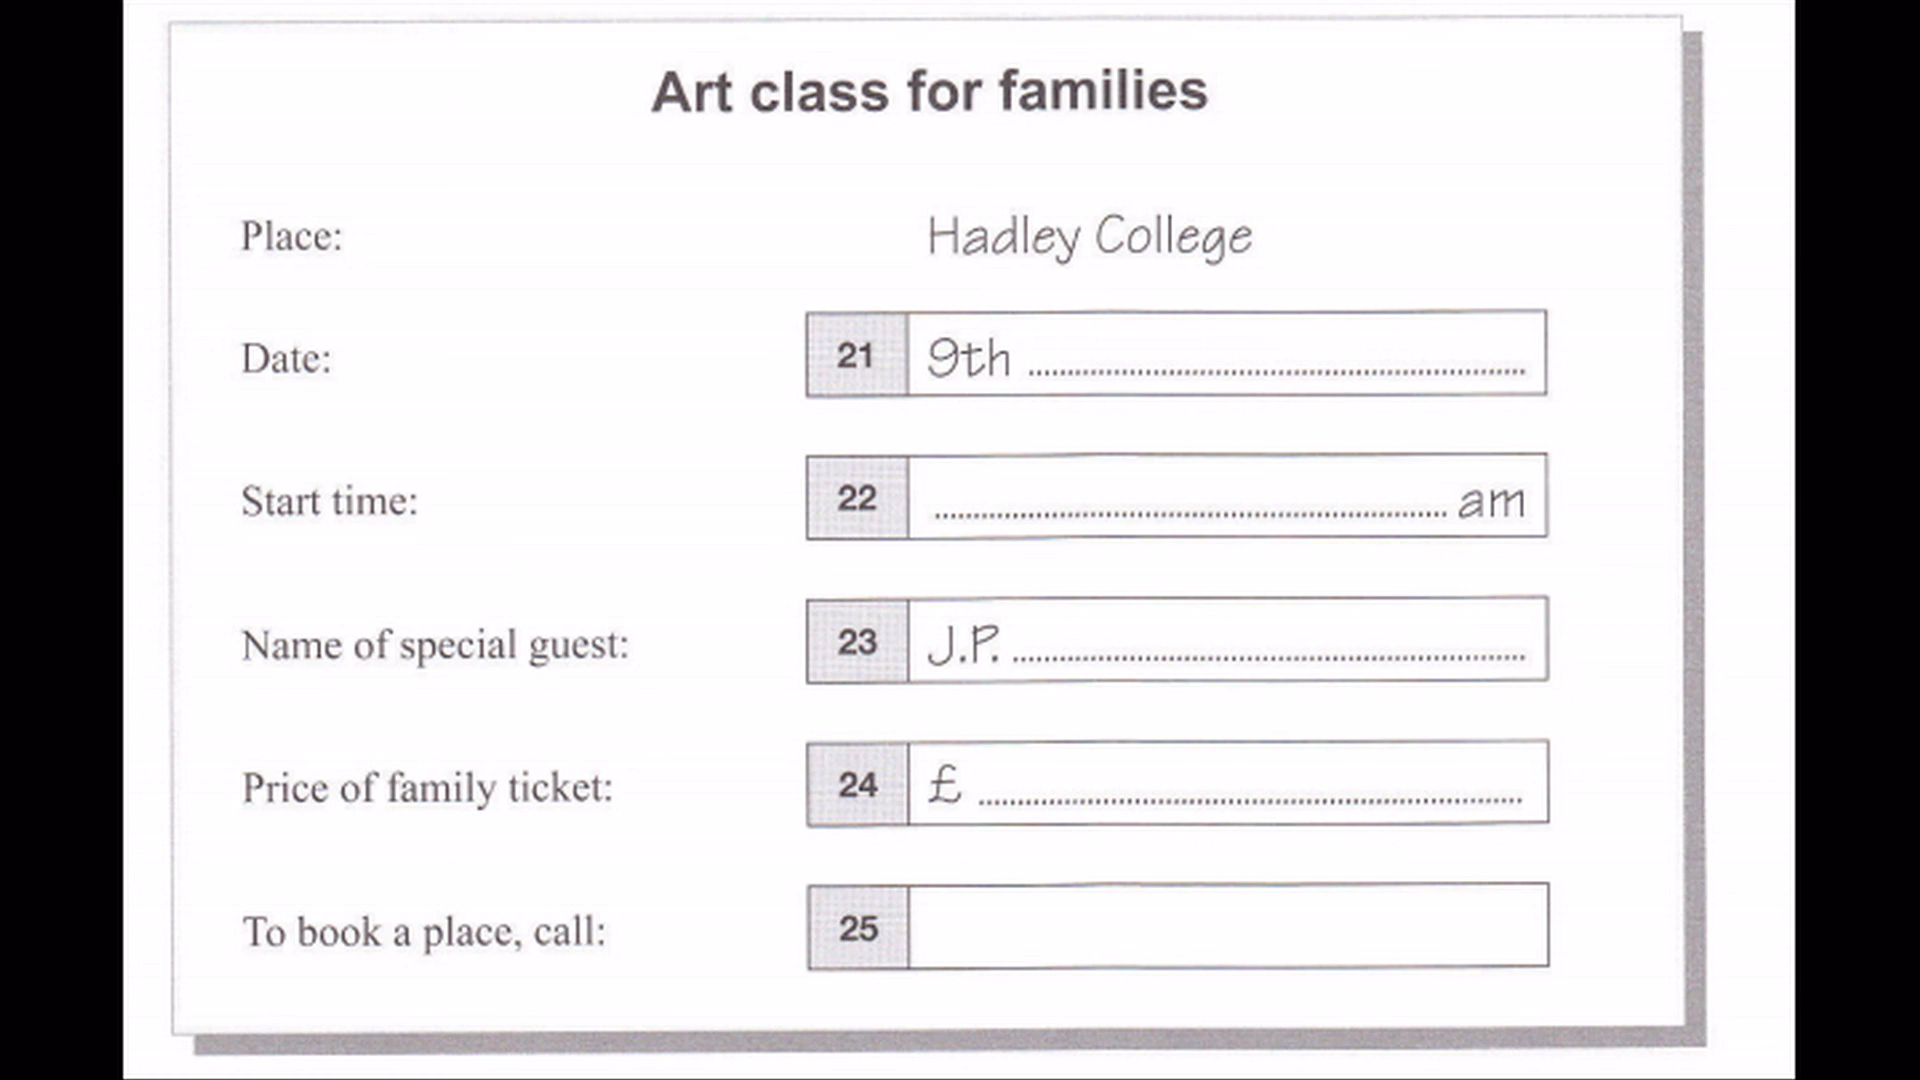 Art class for families
Place: Hadley College
Date: 21 9th ........................................
Start time: 22 ........................................ am
Name of special guest: 23 J.P. ........................................
Price of family ticket: 24 £ ........................................
To book a place, call: 25